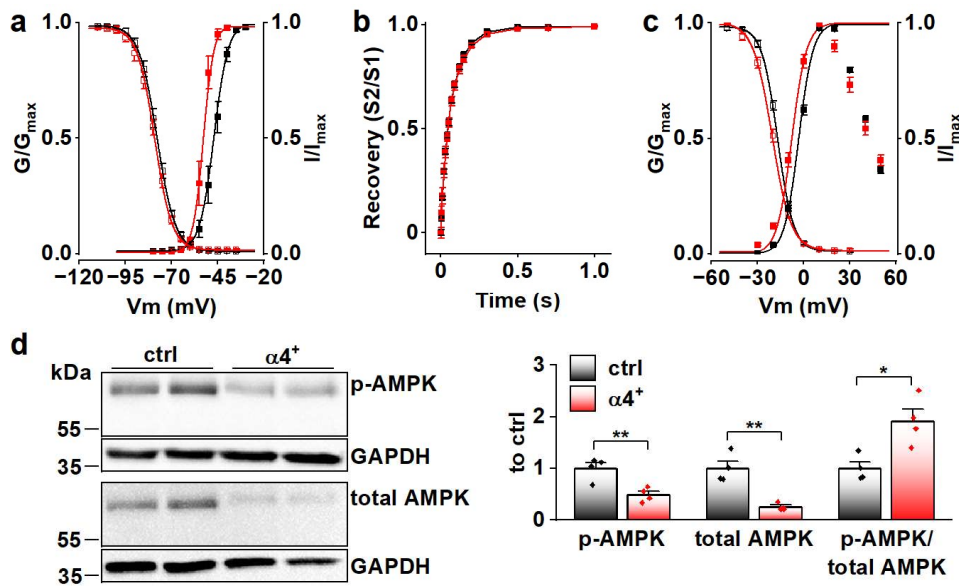 a
G/Gmax
1.0
0.5
0.0
1.0
0.5
0.0
I/Imax
−120 −95 −70 −45 −20
Vm (mV)
b
Recovery (S2/S1)
1.0
0.5
0
0.0 0.5 1.0
Time (s)
c
G/Gmax
1.0
0.5
0.0
1.0
0.5
0.0
I/Imax
−60 −30 0 30 60
Vm (mV)
d
kDa
ctrl α4+
p-AMPK
55
GAPDH
35
total AMPK
55
GAPDH
35
to ctrl
3
2
1
0
ctrl
α4+
** ** *
p-AMPK total AMPK p-AMPK/
total AMPK